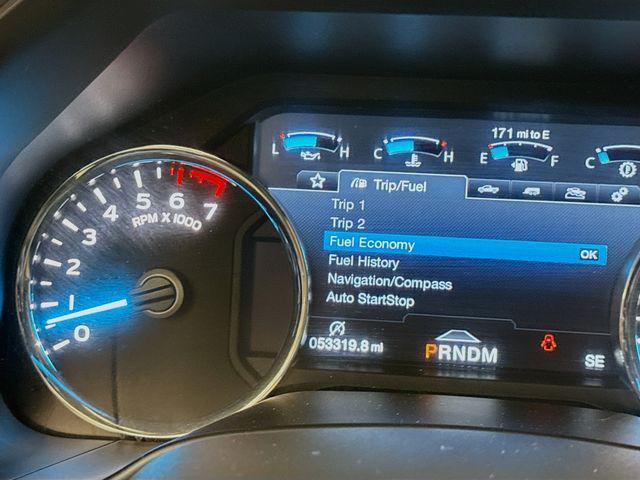 171 mi to E
L H C H E F C
Trip/Fuel
Trip 1
Trip 2
Fuel Economy OK
Fuel History
Navigation/Compass
Auto StartStop
053319.8 mi
PRNDM
SE
0 1 2 3 4 5 6 7
RPM X 1000